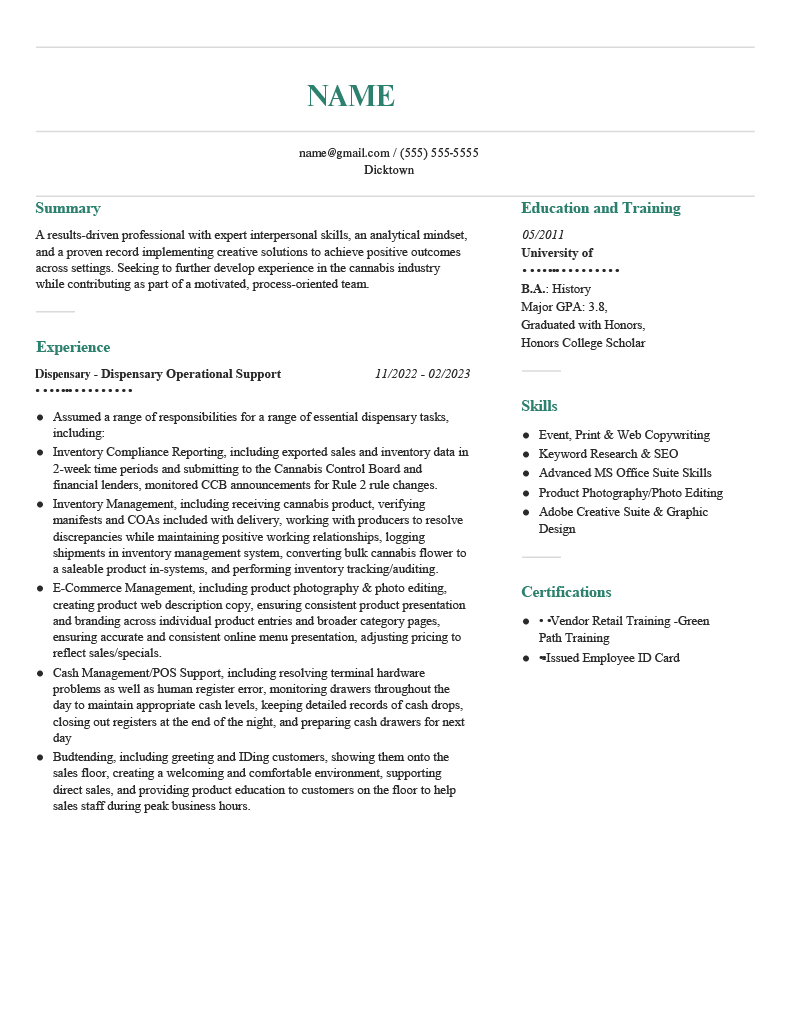 NAME
name@gmail.com / (555) 555-5555
Dicktown
Summary
A results-driven professional with expert interpersonal skills, an analytical mindset,
and a proven record implementing creative solutions to achieve positive outcomes
across settings. Seeking to further develop experience in the cannabis industry
while contributing as part of a motivated, process-oriented team.
Experience
Dispensary - Dispensary Operational Support 11/2022 - 02/2023
● Assumed a range of responsibilities for a range of essential dispensary tasks,
including:
● Inventory Compliance Reporting, including exported sales and inventory data in
2-week time periods and submitting to the Cannabis Control Board and
financial lenders, monitored CCB announcements for Rule 2 rule changes.
● Inventory Management, including receiving cannabis product, verifying
manifests and COAs included with delivery, working with producers to resolve
discrepancies while maintaining positive working relationships, logging
shipments in inventory management system, converting bulk cannabis flower to
a saleable product in-systems, and performing inventory tracking/auditing.
● E-Commerce Management, including product photography & photo editing,
creating product web description copy, ensuring consistent product presentation
and branding across individual product entries and broader category pages,
ensuring accurate and consistent online menu presentation, adjusting pricing to
reflect sales/specials.
● Cash Management/POS Support, including resolving terminal hardware
problems as well as human register error, monitoring drawers throughout the
day to maintain appropriate cash levels, keeping detailed records of cash drops,
closing out registers at the end of the night, and preparing cash drawers for next
day
● Budtending, including greeting and IDing customers, showing them onto the
sales floor, creating a welcoming and comfortable environment, supporting
direct sales, and providing product education to customers on the floor to help
sales staff during peak business hours.
Education and Training
05/2011
University of
B.A.: History
Major GPA: 3.8,
Graduated with Honors,
Honors College Scholar
Skills
● Event, Print & Web Copywriting
● Keyword Research & SEO
● Advanced MS Office Suite Skills
● Product Photography/Photo Editing
● Adobe Creative Suite & Graphic
Design
Certifications
● • •Vendor Retail Training -Green
Path Training
● Issued Employee ID Card